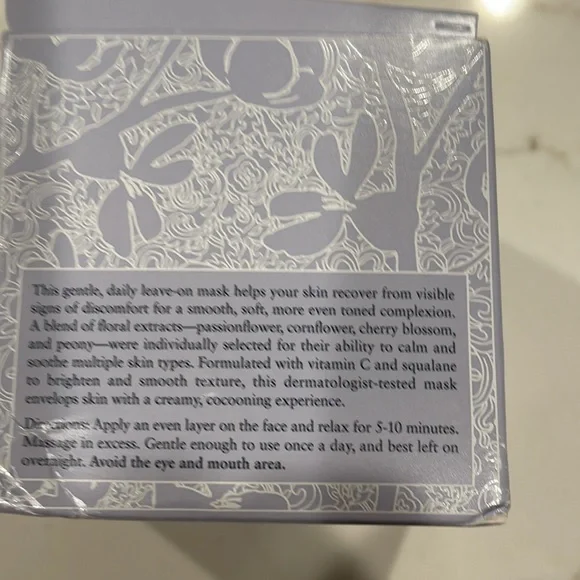 This gentle, daily leave-on mask helps your skin recover from visible
signs of discomfort for a smooth, soft, more even toned complexion.
A blend of floral extracts—passionflower, cornflower, cherry blossom,
and peony—were individually selected for their ability to calm and
soothe multiple skin types. Formulated with vitamin C and squalane
to brighten and smooth texture, this dermatologist-tested mask
envelops skin with a creamy, cocooning experience.
Directions: Apply an even layer on the face and relax for 5-10 minutes.
Massage in excess. Gentle enough to use once a day, and best left on
overnight. Avoid the eye and mouth area.